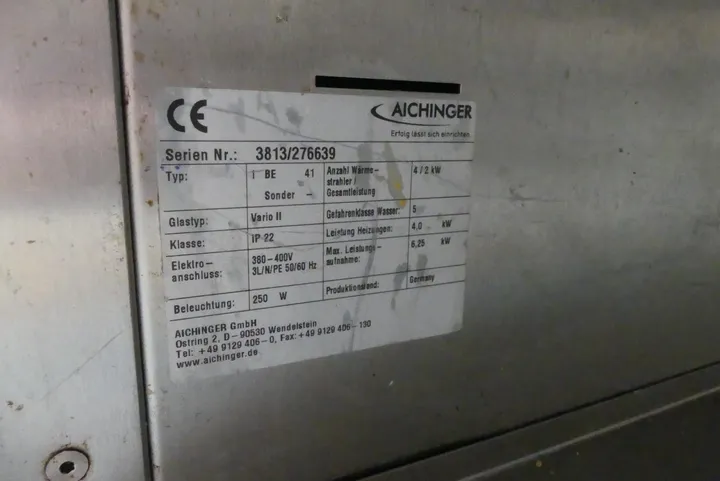 CE
AICHINGER
Erfolg lässt sich einrichten.
Serien Nr.: 3813/276639
Typ: I BE 41
Sonder -
Glastyp: Vario II
Klasse: IP 22
Elektro-
anschluss: 380-400V
3L/N/PE 50/60 Hz
Beleuchtung: 250 W
Anzahl Wärme-
strahler /
Gesamtleistung 4 / 2 kW
Gefahrenklasse Wasser: 5
Leistung Heizungen: 4,0 kW
Max. Leistungs-
aufnahme: 6,25 kW
Produktionsland: Germany
AICHINGER GmbH
Ostring 2, D-90530 Wendelstein
Tel: +49 9129 406-0, Fax: +49 9129 406-130
www.aichinger.de